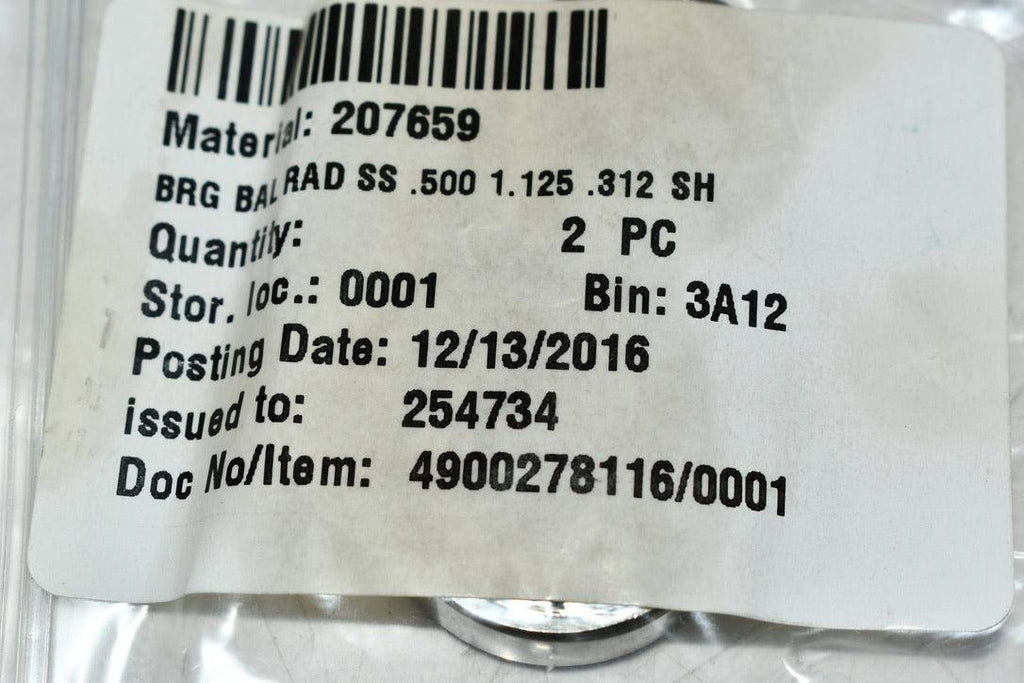 Material: 207659
BRG BAL RAD SS .500 1.125 .312 SH
Quantity: 2 PC
Stor. loc.: 0001 Bin: 3A12
Posting Date: 12/13/2016
issued to: 254734
Doc No/Item: 4900278116/0001